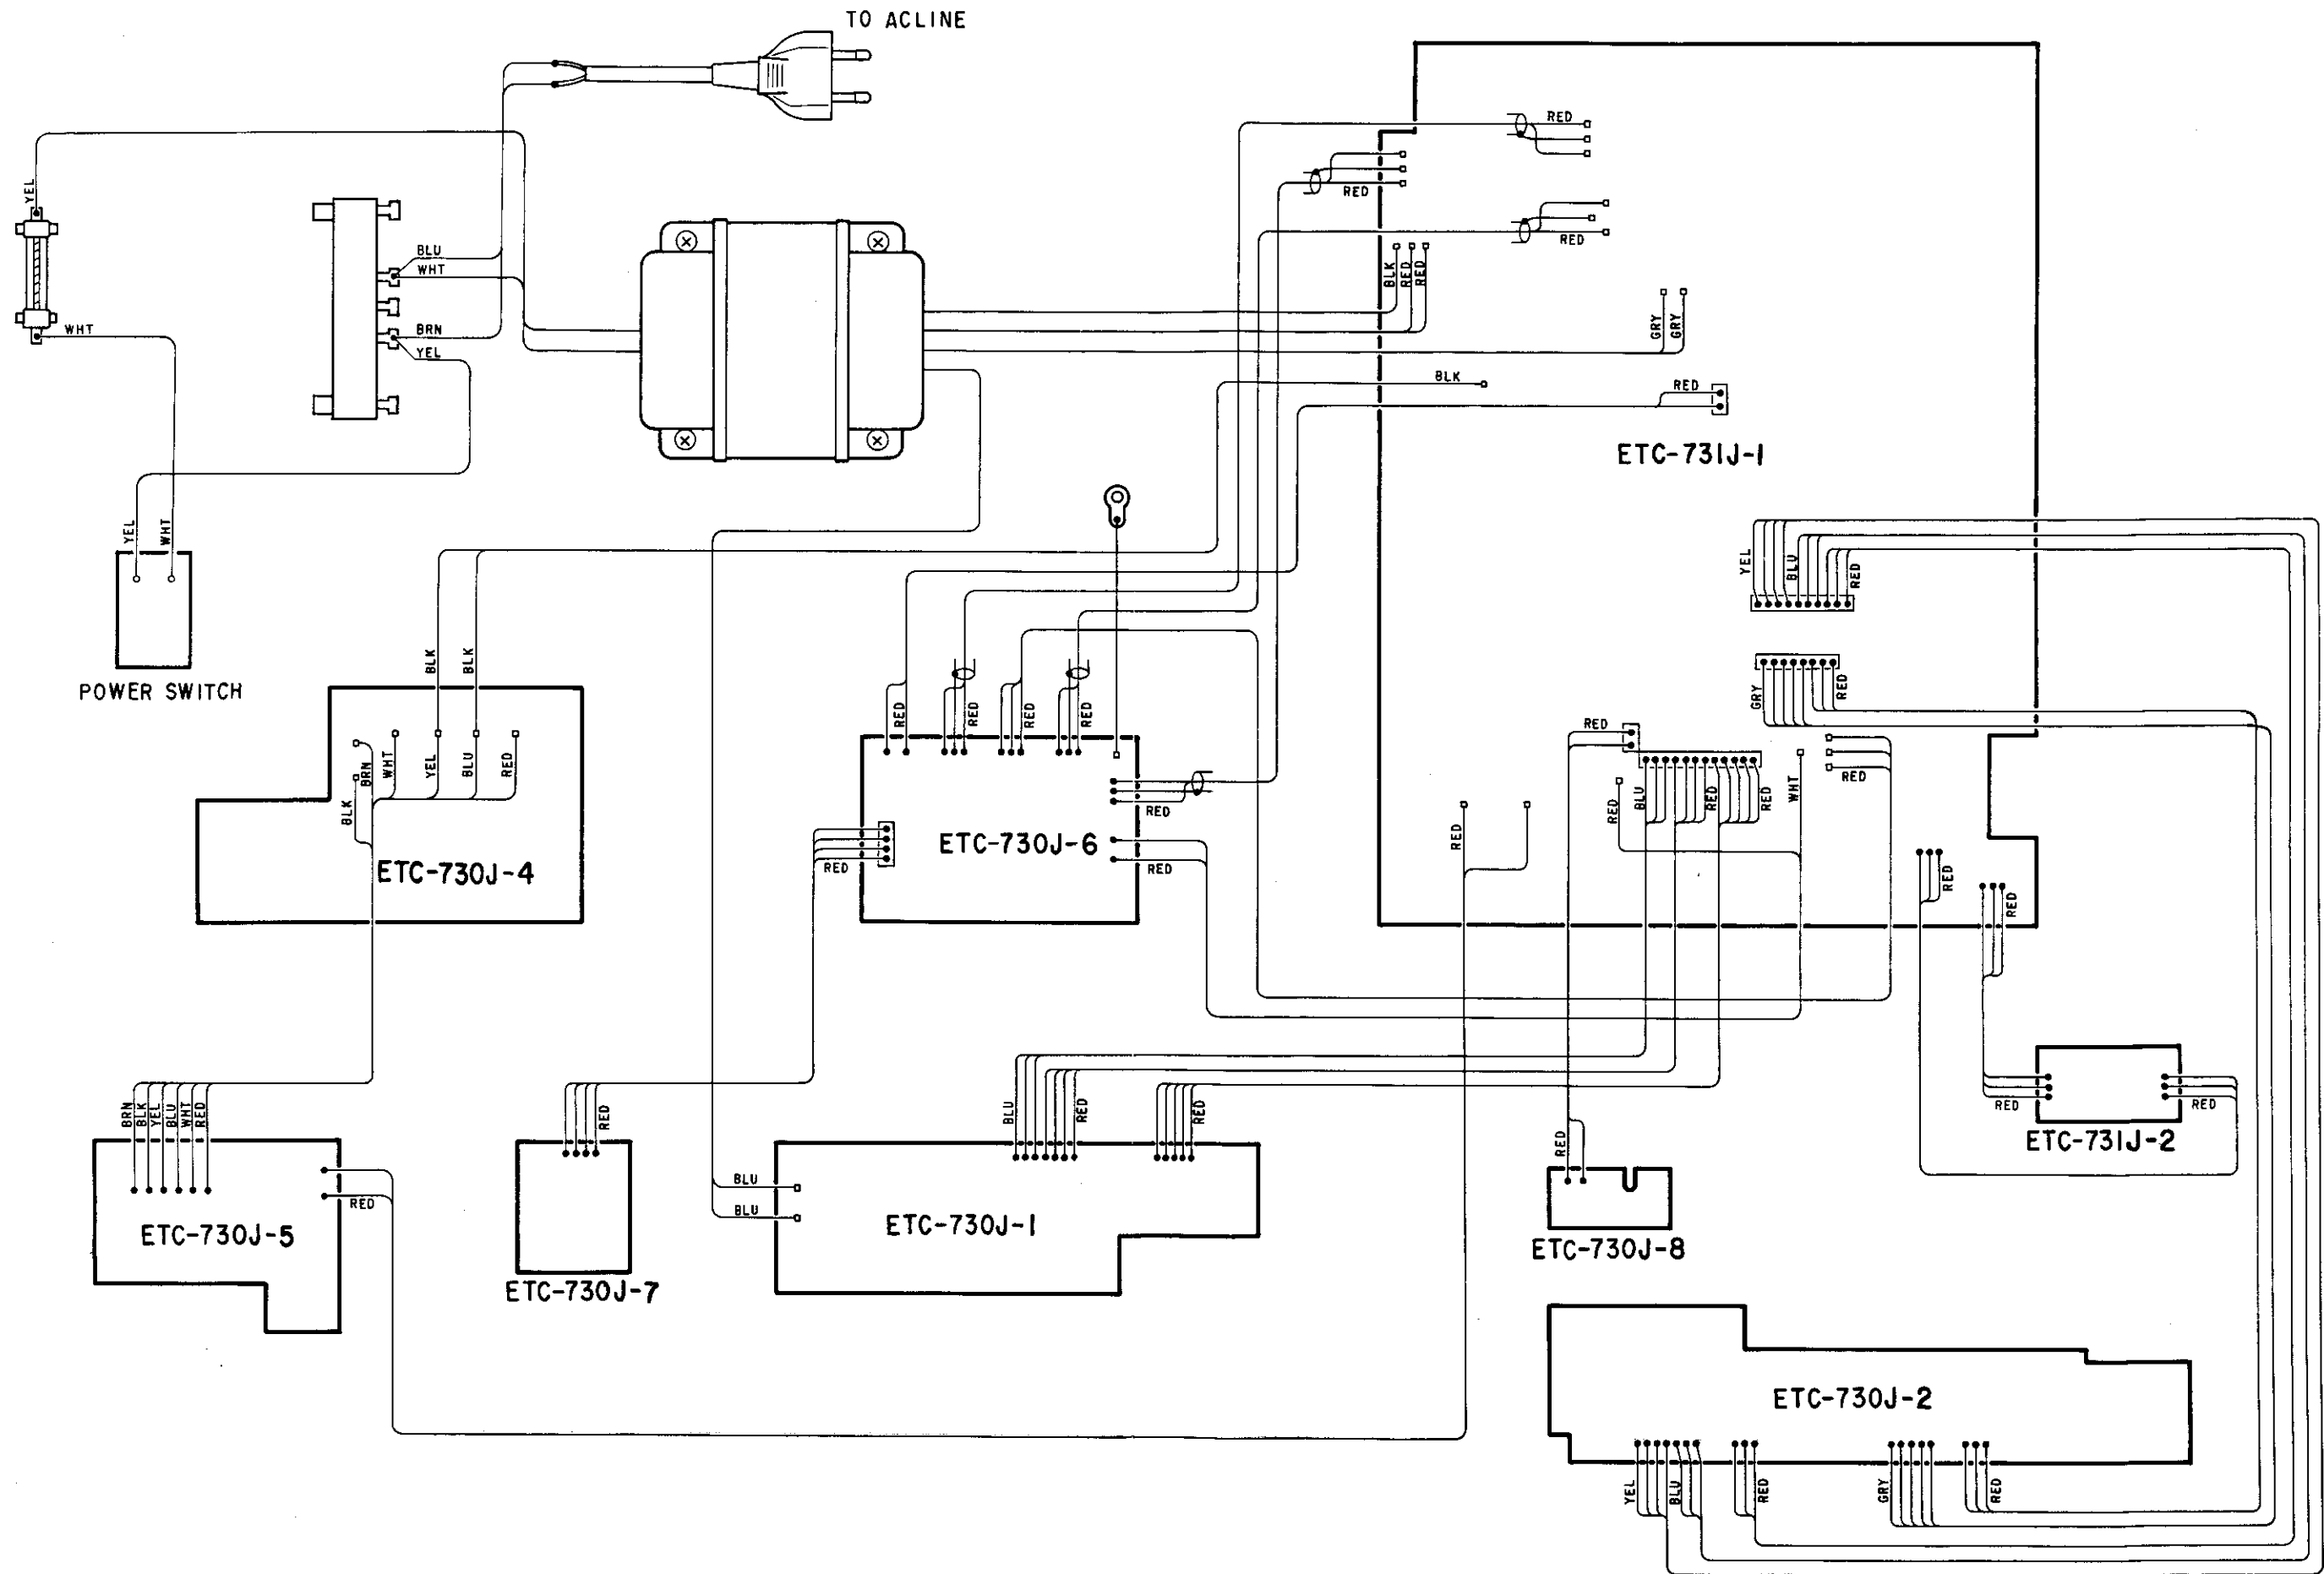 TO ACLINE
RED
YEL
RED
RED
BLU
WHT
BLK
RED
RED
GRY
GRY
WHT
BRN
YEL
BLK
RED
ETC-731J-1
YEL
WHT
YEL
BLU
RED
POWER SWITCH
BLK
BLK
RED
RED
RED
RED
GRY
RED
RED
BRN
WHT
YEL
BLU
RED
BLK
RED
RED
RED
BLU
RED
RED
WHT
RED
RED
ETC-730J-4
ETC-730J-6
RED
RED
RED
RED
BRN
BLK
YEL
BLU
WHT
RED
RED
BLU
RED
RED
RED
RED
RED
ETC-731J-2
BLU
BLU
RED
ETC-730J-5
ETC-730J-7
ETC-730J-1
ETC-730J-8
ETC-730J-2
YEL
BLU
RED
GRY
RED